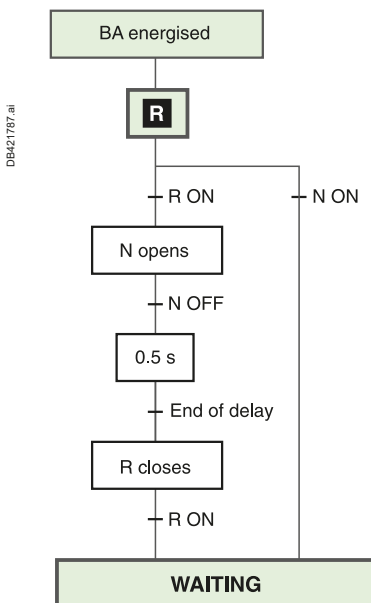 BA energised
DB421787.ai
R
R ON
N ON
N opens
N OFF
0.5 s
End of delay
R closes
R ON
WAITING